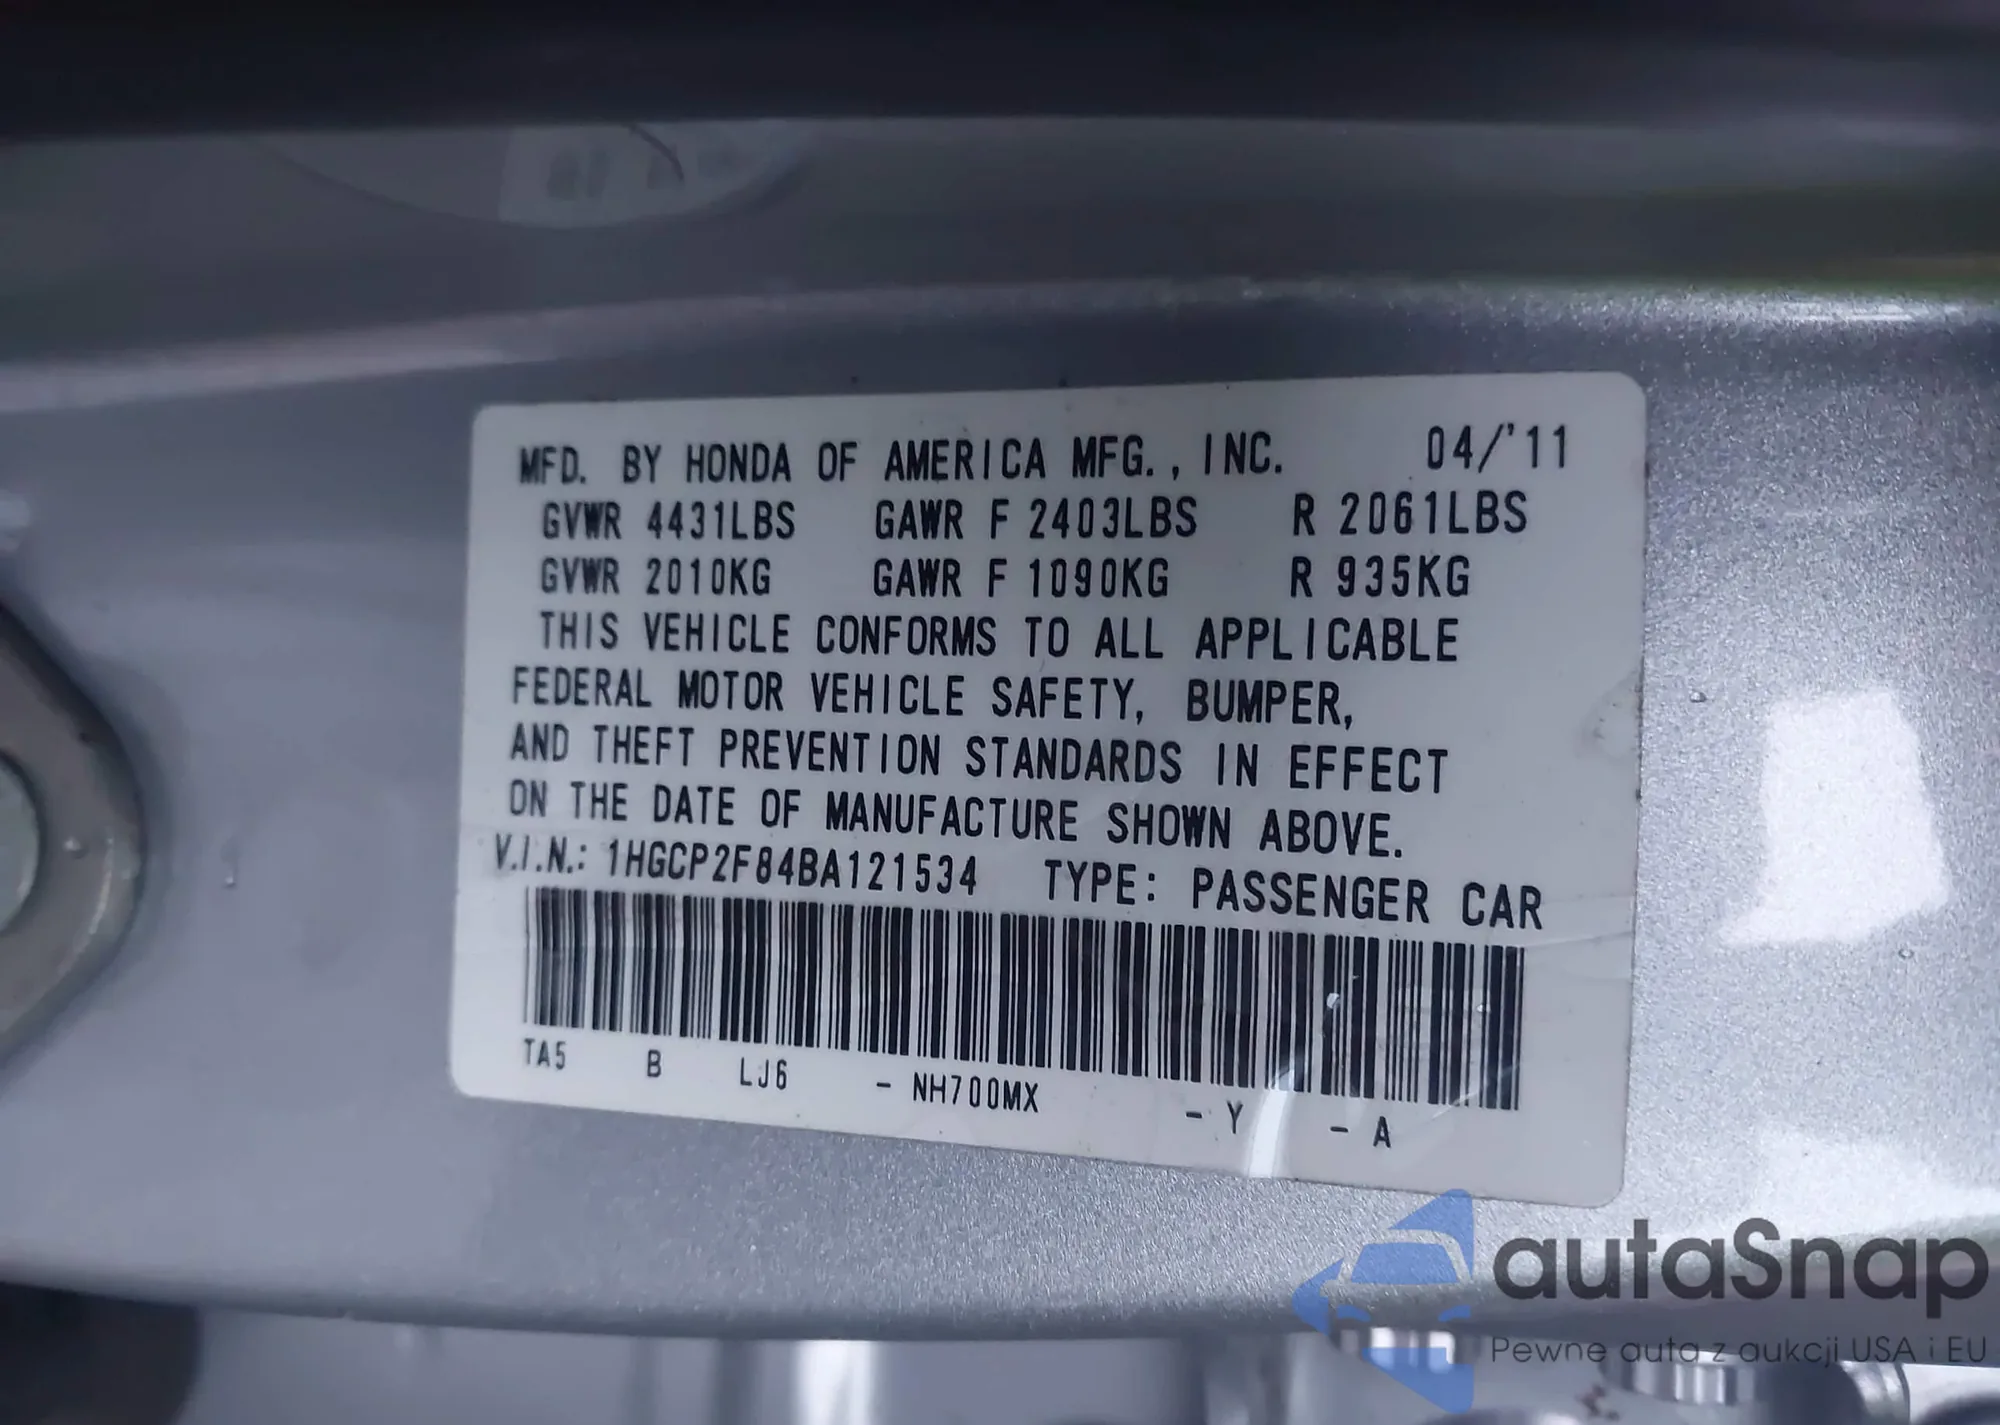 MFD. BY HONDA OF AMERICA MFG., INC. 04/'11
GVWR 4431LBS GAWR F 2403LBS R 2061LBS
GVWR 2010KG GAWR F 1090KG R 935KG
THIS VEHICLE CONFORMS TO ALL APPLICABLE
FEDERAL MOTOR VEHICLE SAFETY, BUMPER,
AND THEFT PREVENTION STANDARDS IN EFFECT
ON THE DATE OF MANUFACTURE SHOWN ABOVE.
V.I.N.: 1HGCP2F84BA121534 TYPE: PASSENGER CAR
TA5 B LJ6 - NH700MX - Y - A
autaSnap
Pewne auta z aukcji USA i EU